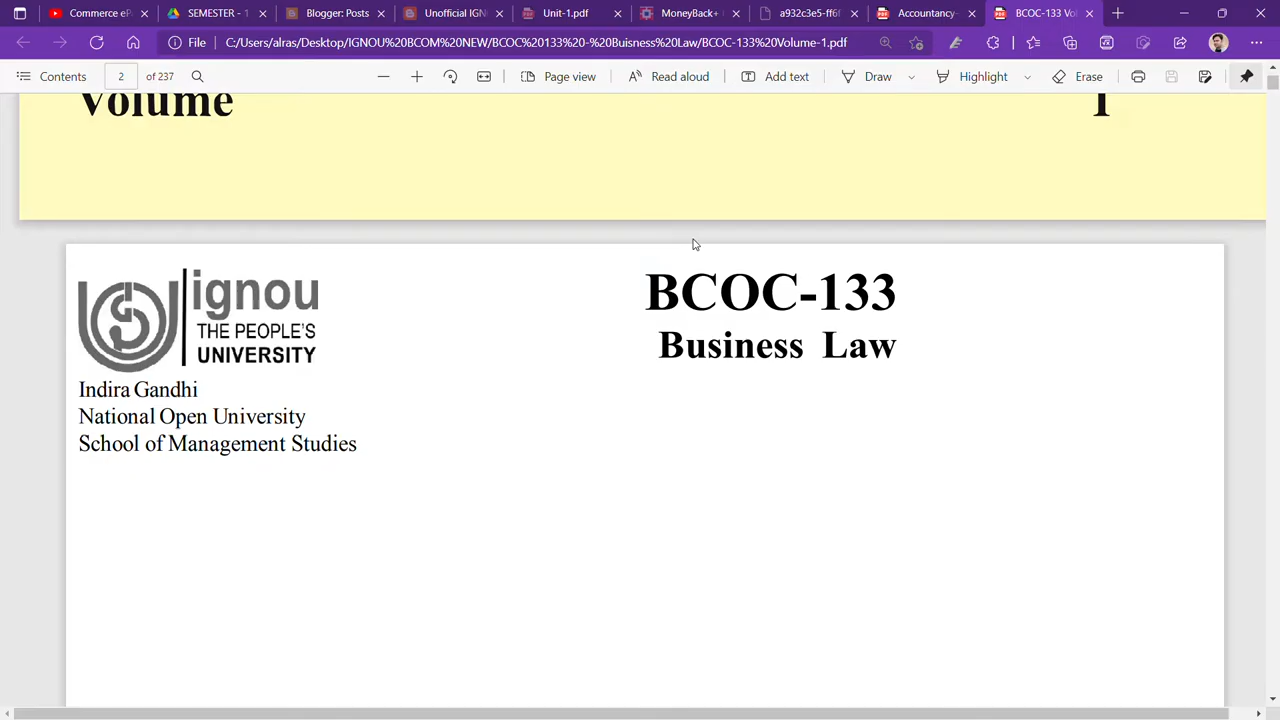 Commerce eP
SEMESTER - 1
Blogger: Posts
Unofficial IGN
Unit-1.pdf
MoneyBack+
a932c3e5-ff6f
Accountancy
BCOC-133 Vol
File
C:/Users/alras/Desktop/IGNOU%20BCOM%20NEW/BCOC%20133%20-%20Buisness%20Law/BCOC-133%20Volume-1.pdf
Contents
2
of 237
Page view
Read aloud
Add text
Draw
Highlight
Erase
Volume 1
ignou
THE PEOPLE'S
UNIVERSITY
Indira Gandhi
National Open University
School of Management Studies
BCOC-133
Business Law